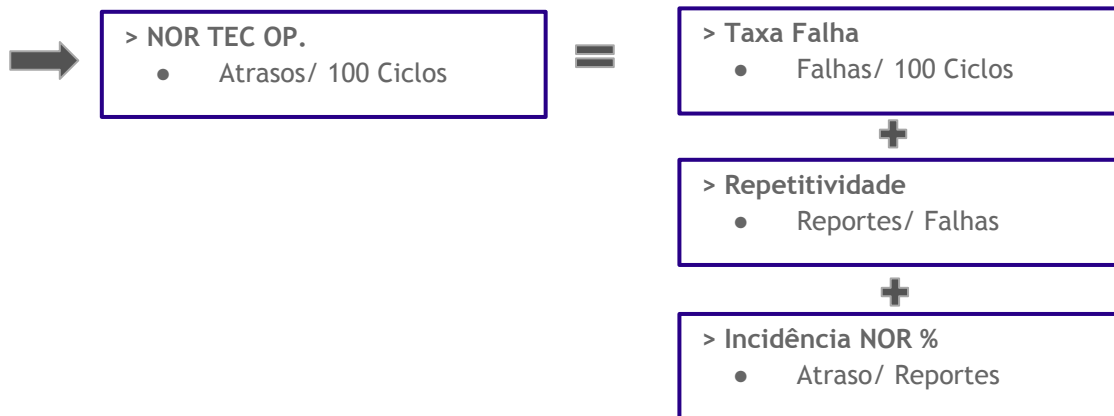 > NOR TEC OP.
● Atrasos/ 100 Ciclos
=
> Taxa Falha
● Falhas/ 100 Ciclos
+
> Repetitividade
● Reportes/ Falhas
+
> Incidência NOR %
● Atraso/ Reportes